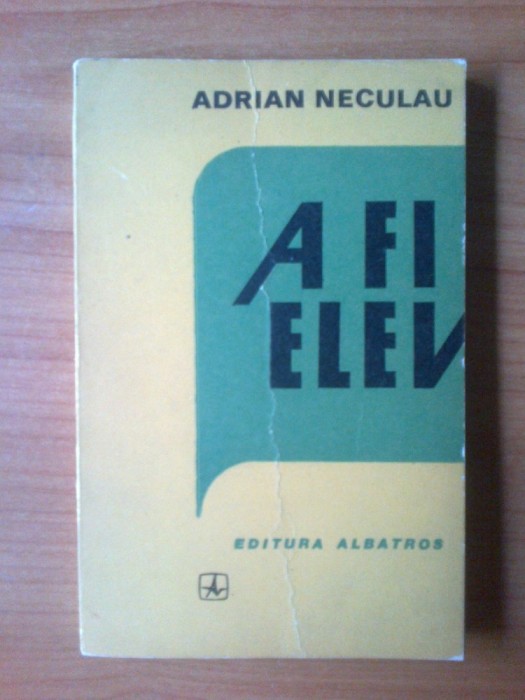 ADRIAN NECULAU
A FI
ELEV
EDITURA ALBATROS